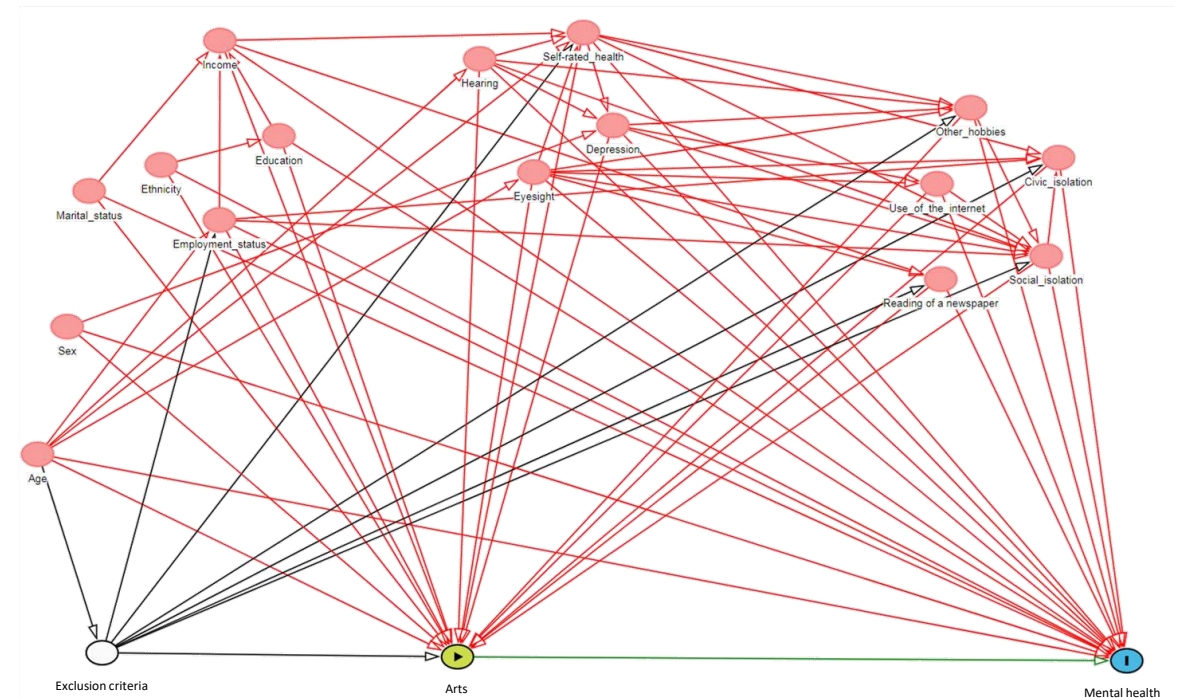 Income
Self-rated_health
Hearing
Other_hobbies
Education
Depression
Ethnicity
Civic_isolation
Eyesight
Marital_status
Use_of_the_internet
Employment_status
Social_isolation
Reading of a newspaper
Sex
Age
Exclusion criteria
Arts
Mental health